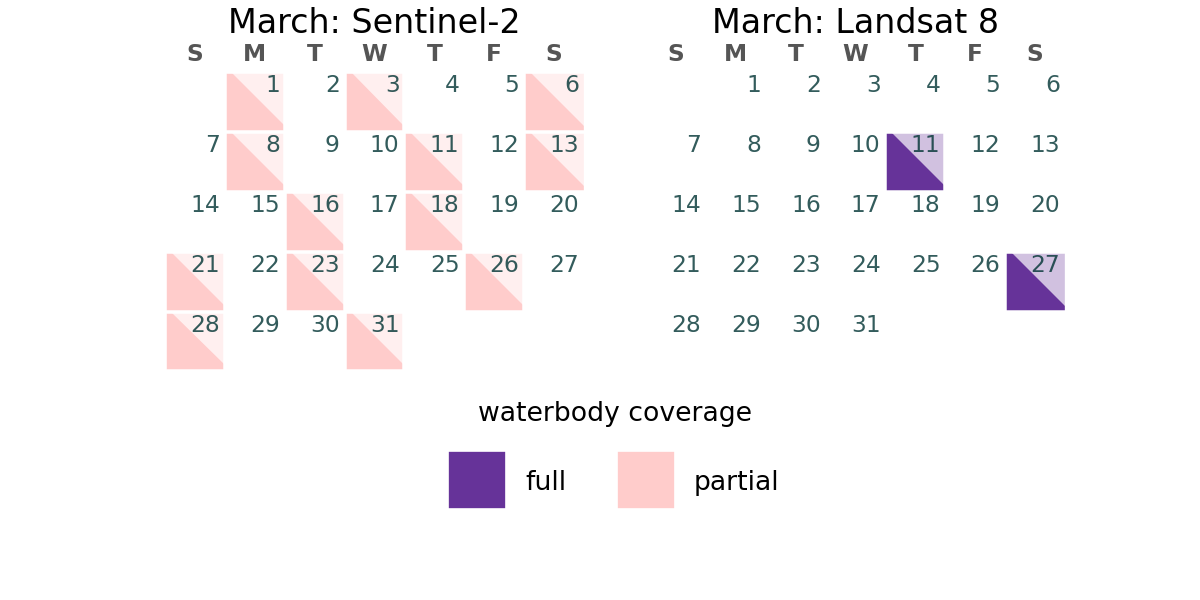 March: Sentinel-2
S M T W T F S
1 2 3 4 5 6
7 8 9 10 11 12 13
14 15 16 17 18 19 20
21 22 23 24 25 26 27
28 29 30 31
March: Landsat 8
S M T W T F S
1 2 3 4 5 6
7 8 9 10 11 12 13
14 15 16 17 18 19 20
21 22 23 24 25 26 27
28 29 30 31
waterbody coverage
full
partial